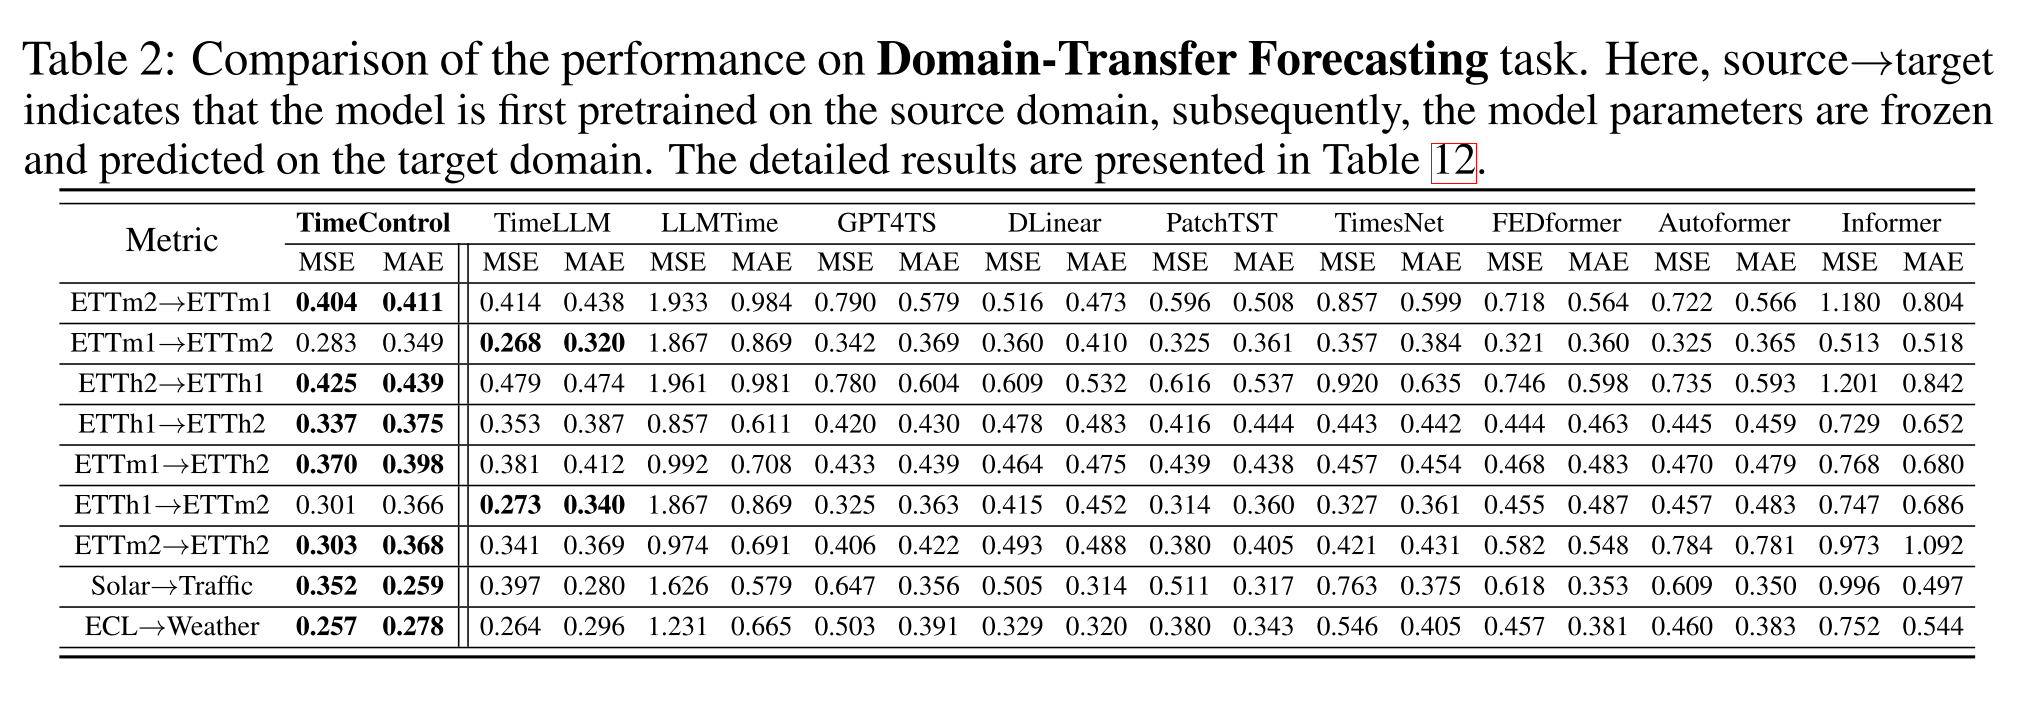 Table 2: Comparison of the performance on Domain-Transfer Forecasting task. Here, source→target
indicates that the model is first pretrained on the source domain, subsequently, the model parameters are frozen
and predicted on the target domain. The detailed results are presented in Table 12.
Metric TimeControl TimeLLM LLMTime GPT4TS DLinear PatchTST TimesNet FEDformer Autoformer Informer
MSE MAE MSE MAE MSE MAE MSE MAE MSE MAE MSE MAE MSE MAE MSE MAE MSE MAE MSE MAE
ETTm2→ETTm1 0.404 0.411 0.414 0.438 1.933 0.984 0.790 0.579 0.516 0.473 0.596 0.508 0.857 0.599 0.718 0.564 0.722 0.566 1.180 0.804
ETTm1→ETTm2 0.283 0.349 0.268 0.320 1.867 0.869 0.342 0.369 0.360 0.410 0.325 0.361 0.357 0.384 0.321 0.360 0.325 0.365 0.513 0.518
ETTh2→ETTh1 0.425 0.439 0.479 0.474 1.961 0.981 0.780 0.604 0.609 0.532 0.616 0.537 0.920 0.635 0.746 0.598 0.735 0.593 1.201 0.842
ETTh1→ETTh2 0.337 0.375 0.353 0.387 0.857 0.611 0.420 0.430 0.478 0.483 0.416 0.444 0.443 0.442 0.444 0.463 0.445 0.459 0.729 0.652
ETTm1→ETTh2 0.370 0.398 0.381 0.412 0.992 0.708 0.433 0.439 0.464 0.475 0.439 0.438 0.457 0.454 0.468 0.483 0.470 0.479 0.768 0.680
ETTh1→ETTm2 0.301 0.366 0.273 0.340 1.867 0.869 0.325 0.363 0.415 0.452 0.314 0.360 0.327 0.361 0.455 0.487 0.457 0.483 0.747 0.686
ETTm2→ETTh2 0.303 0.368 0.341 0.369 0.974 0.691 0.406 0.422 0.493 0.488 0.380 0.405 0.421 0.431 0.582 0.548 0.784 0.781 0.973 1.092
Solar→Traffic 0.352 0.259 0.397 0.280 1.626 0.579 0.647 0.356 0.505 0.314 0.511 0.317 0.763 0.375 0.618 0.353 0.609 0.350 0.996 0.497
ECL→Weather 0.257 0.278 0.264 0.296 1.231 0.665 0.503 0.391 0.329 0.320 0.380 0.343 0.546 0.405 0.457 0.381 0.460 0.383 0.752 0.544